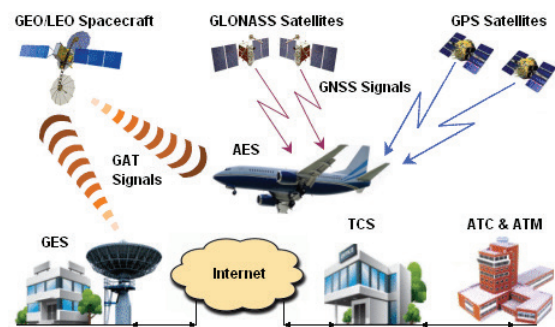 GEO/LEO Spacecraft
GLONASS Satellites
GPS Satellites
GNSS Signals
GAT
Signals
AES
GES
TCS
ATC & ATM
Internet